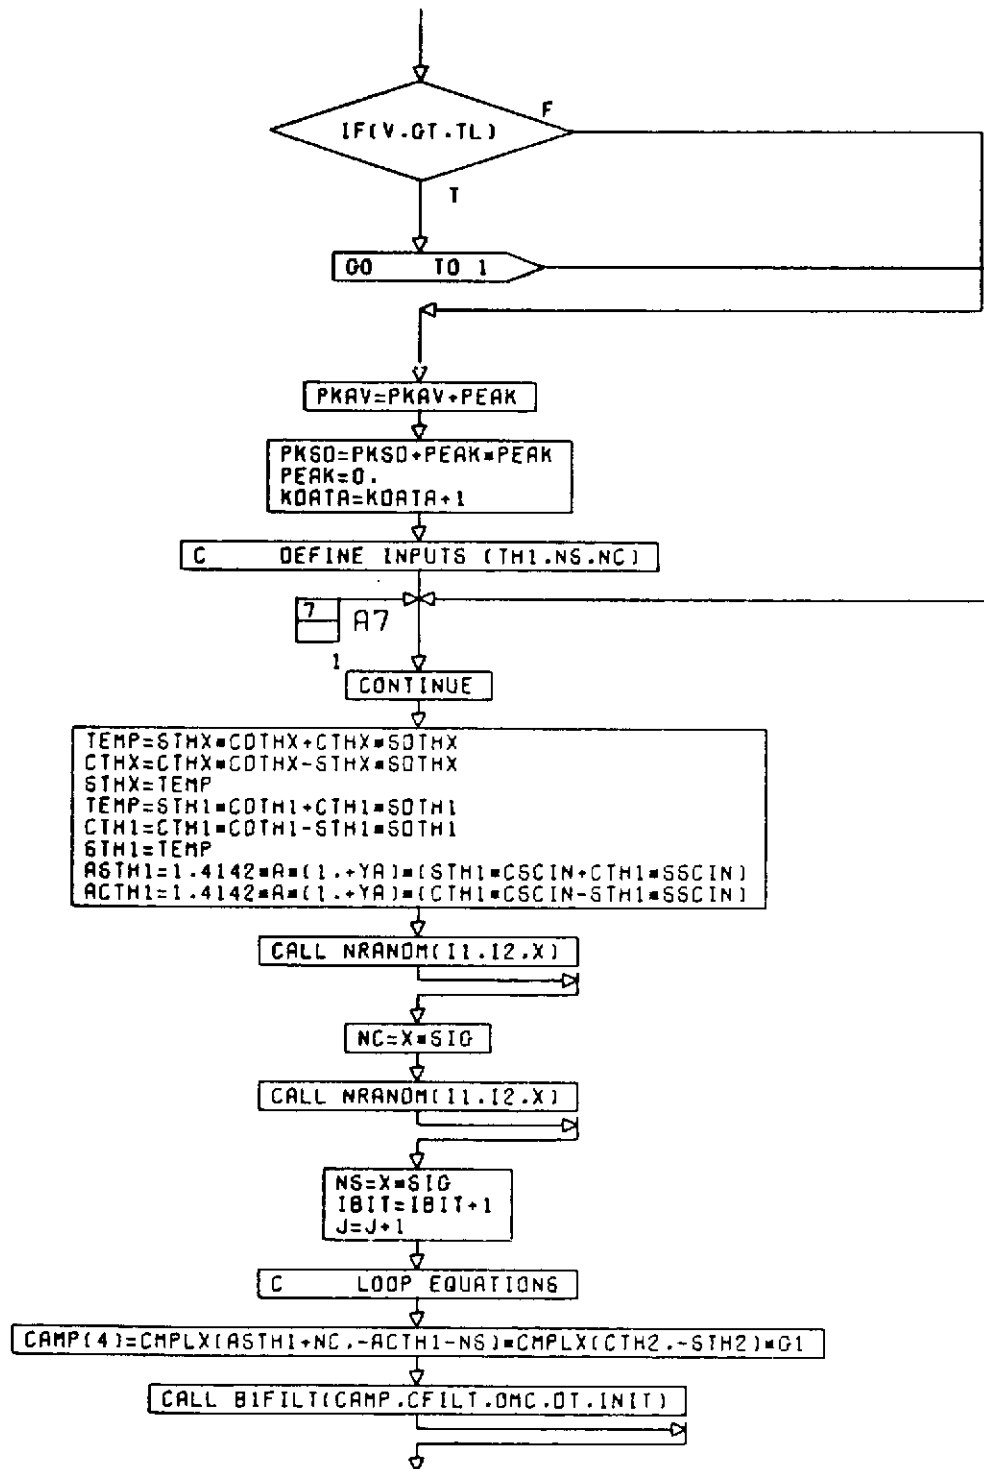 IF(V.GT.TL)
F
T
GO TO 1
PKAV=PKAV+PEAK
PKSD=PKSD+PEAK*PEAK
PEAK=0.
KDATA=KDATA+1
C DEFINE INPUTS (TH1.NS.NC)
7
A7
1
CONTINUE
TEMP=STHX*CDTHX+CTHX*SDTHX
CTHX=CTHX*CDTHX-STHX*SDTHX
STHX=TEMP
TEMP=STH1*CDTH1+CTH1*SDTH1
CTH1=CTH1*CDTH1-STH1*SDTH1
STH1=TEMP
ASTH1=1.4142*A*(1.+YA)*(STH1*CSCIN+CTH1*SSCIN)
ACTH1=1.4142*A*(1.+YA)*(CTH1*CSCIN-STH1*SSCIN)
CALL NRANDM(I1.I2.X)
NC=X*SIG
CALL NRANDM(I1.I2.X)
NS=X*SIG
IBIT=IBIT+1
J=J+1
C LOOP EQUATIONS
CAMP(4)=CMPLX(ASTH1+NC.-ACTH1-NS)*CMPLX(CTH2.-STH2)*G1
CALL B1FILT(CAMP.CFILT.OMC.DT.INIT)